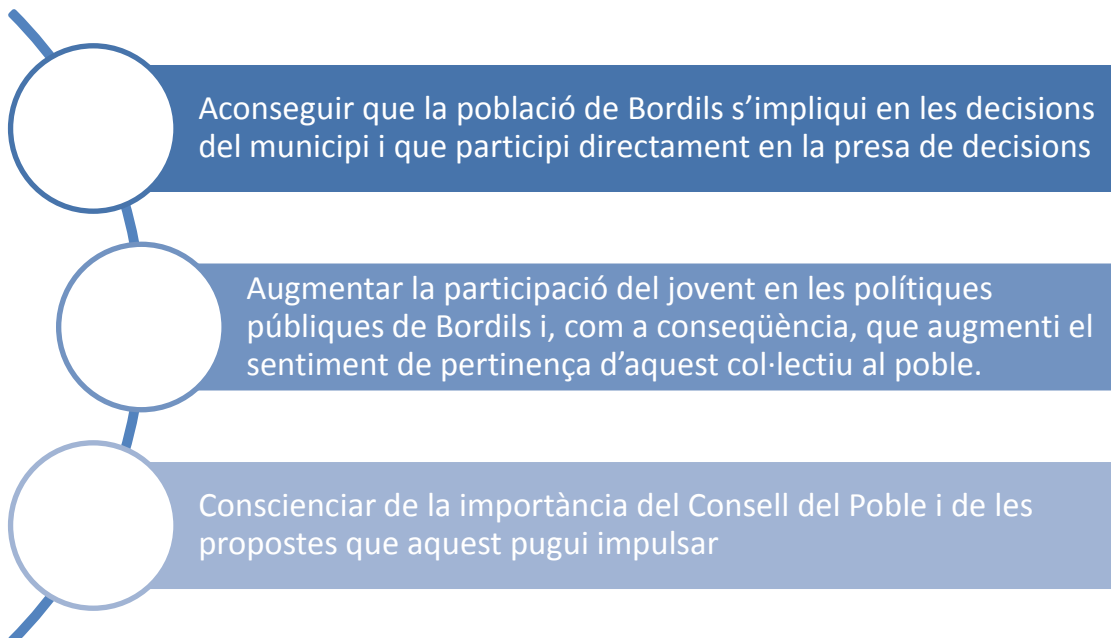 Aconseguir que la població de Bordils s’impliqui en les decisions
del municipi i que participi directament en la presa de decisions
Augmentar la participació del jovent en les polítiques
públiques de Bordils i, com a conseqüència, que augmenti el
sentiment de pertinença d’aquest col·lectiu al poble.
Conscienciar de la importància del Consell del Poble i de les
propostes que aquest pugui impulsar